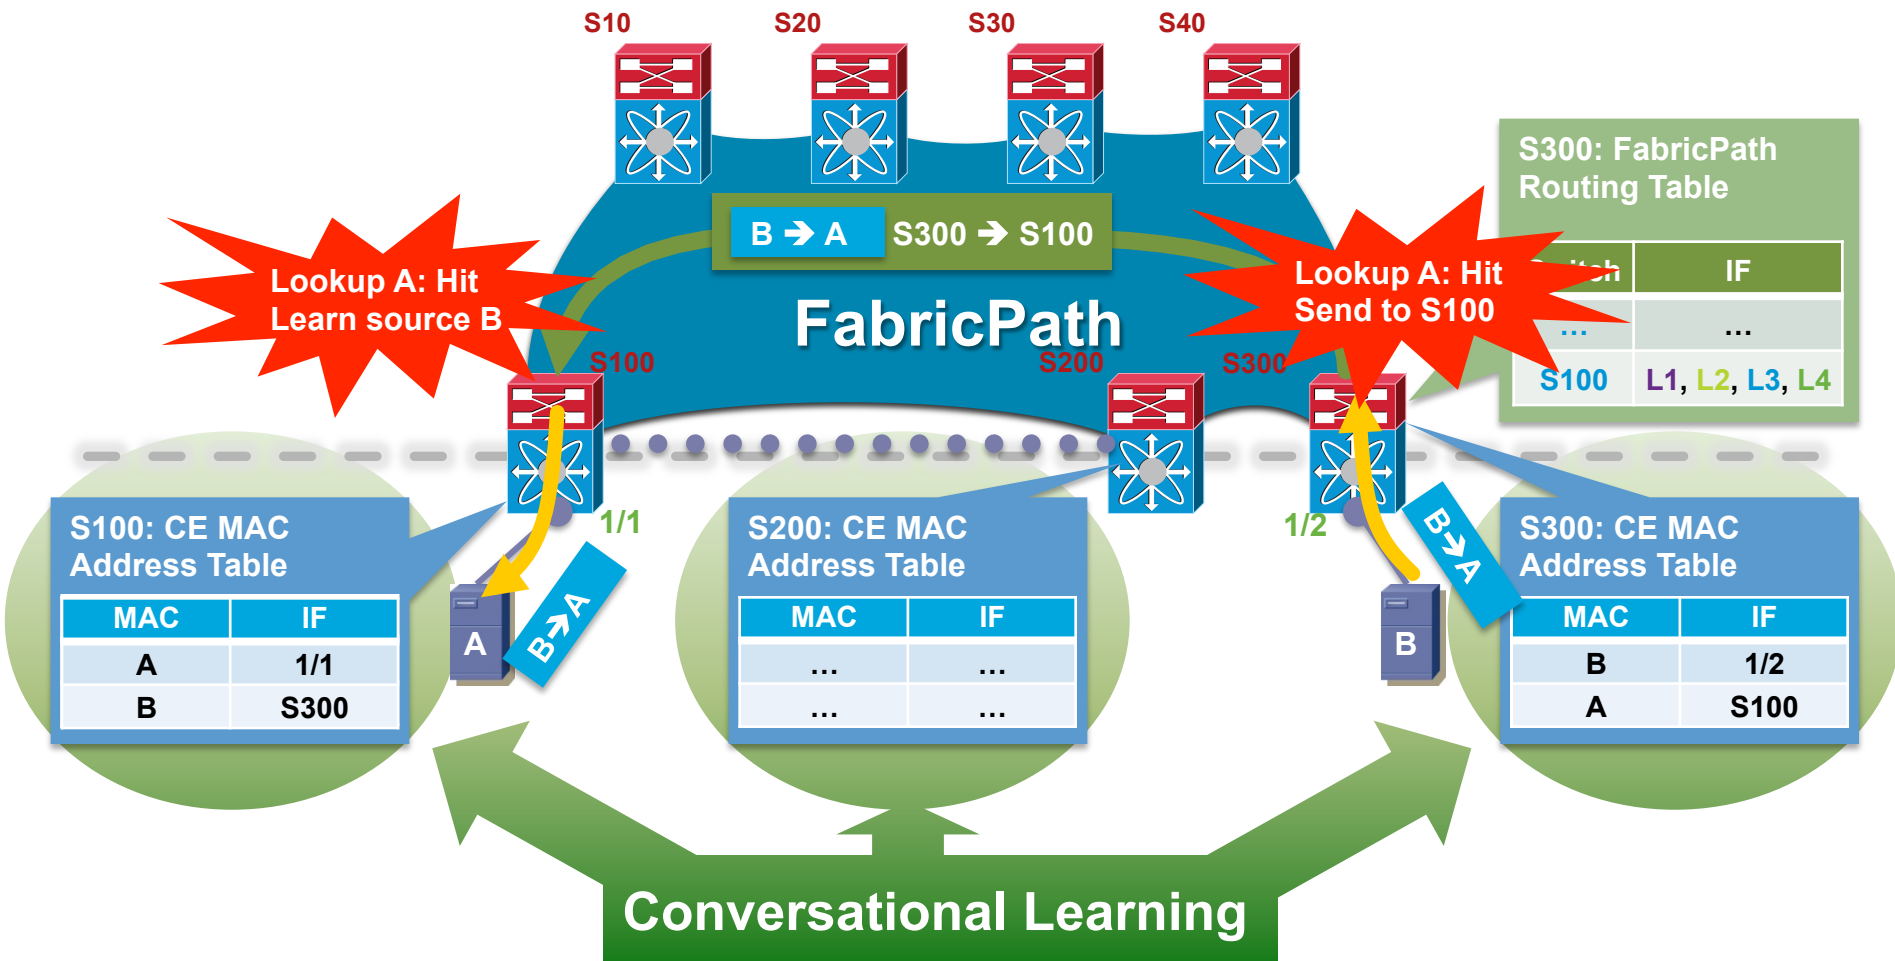 S10
S20
S30
S40
S300: FabricPath
Routing Table
IF
… …
S100 L1, L2, L3, L4
B ➔ A S300 ➔ S100
Lookup A: Hit
Learn source B
Lookup A: Hit
Send to S100
FabricPath
S100
S200
S300
1/1
1/2
B➔A
B➔A
A
B
S100: CE MAC
Address Table
MAC IF
A 1/1
B S300
S200: CE MAC
Address Table
MAC IF
… …
… …
S300: CE MAC
Address Table
MAC IF
B 1/2
A S100
Conversational Learning